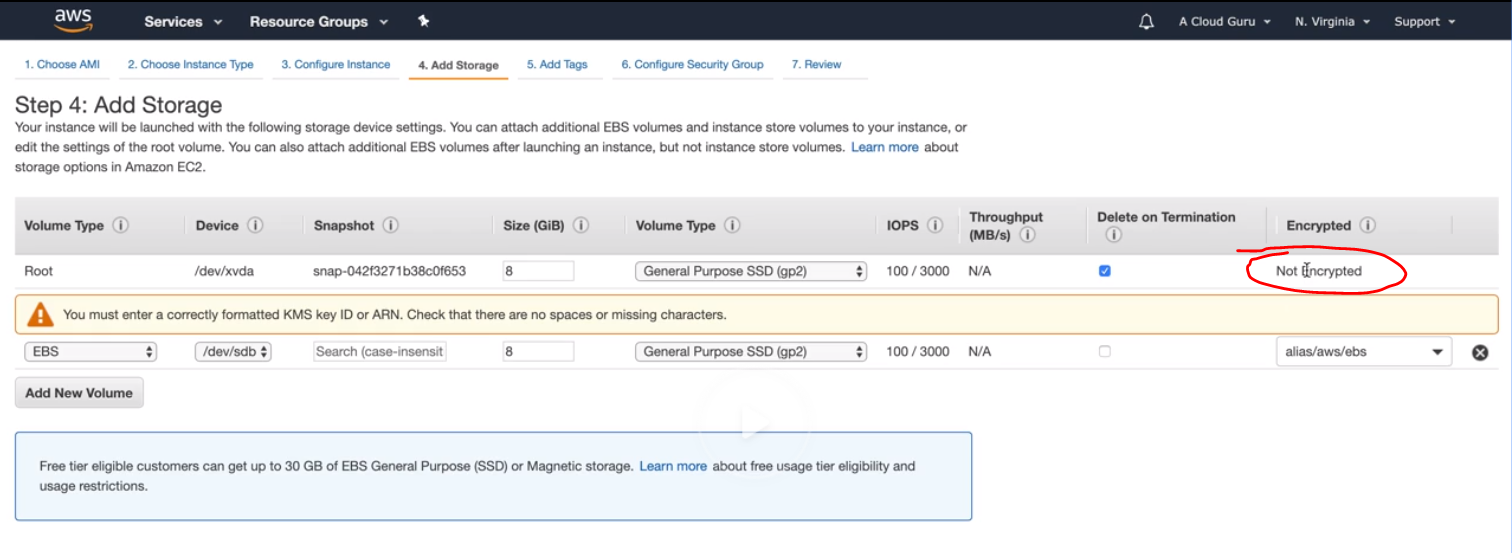 aws Services Resource Groups A Cloud Guru N. Virginia Support
1. Choose AMI 2. Choose Instance Type 3. Configure Instance 4. Add Storage 5. Add Tags 6. Configure Security Group 7. Review
Step 4: Add Storage
Your instance will be launched with the following storage device settings. You can attach additional EBS volumes and instance store volumes to your instance, or
edit the settings of the root volume. You can also attach additional EBS volumes after launching an instance, but not instance store volumes. Learn more about
storage options in Amazon EC2.
Volume Type Device Snapshot Size (GiB) Volume Type IOPS Throughput (MB/s) Delete on Termination Encrypted
Root /dev/xvda snap-042f3271b38c0f653 8 General Purpose SSD (gp2) 100 / 3000 N/A Not Encrypted
You must enter a correctly formatted KMS key ID or ARN. Check that there are no spaces or missing characters.
EBS /dev/sdb Search (case-insensit 8 General Purpose SSD (gp2) 100 / 3000 N/A alias/aws/ebs
Add New Volume
Free tier eligible customers can get up to 30 GB of EBS General Purpose (SSD) or Magnetic storage. Learn more about free usage tier eligibility and
usage restrictions.